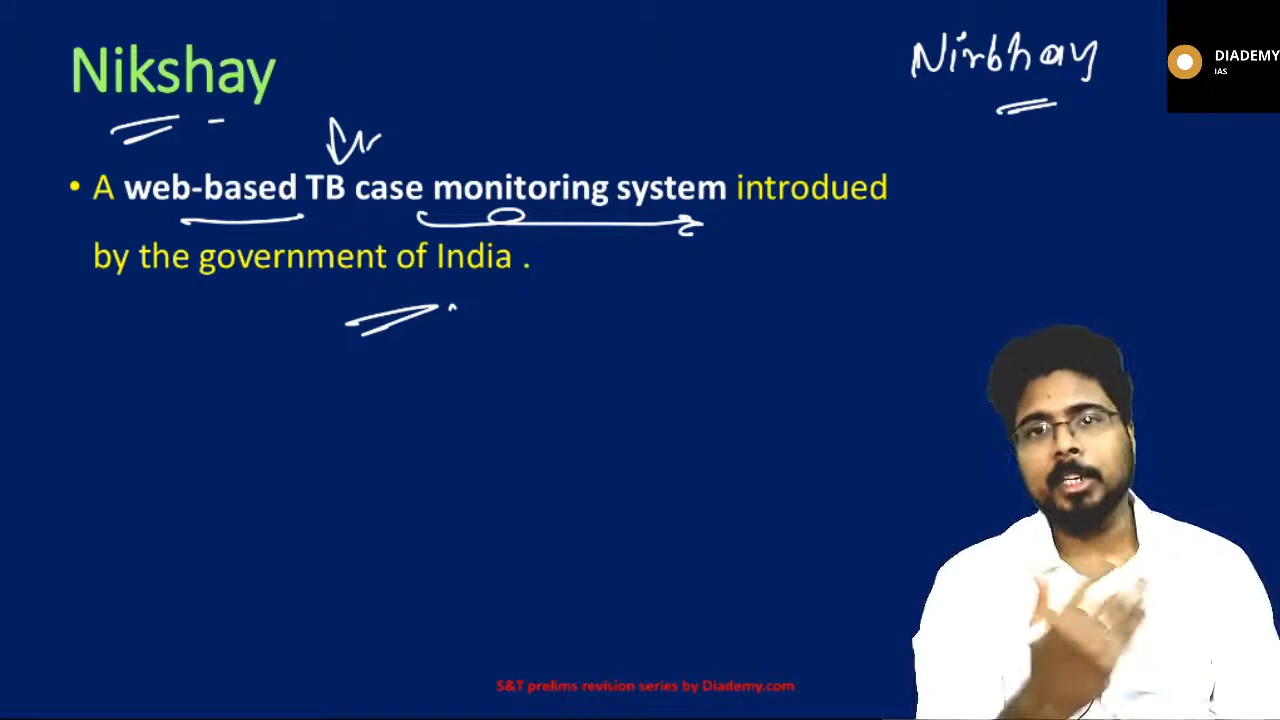 Nikshay
Nirbhay
DIADEMY
IAS
• A web-based TB case monitoring system introdued
by the government of India .
S&T prelims revision series by Diademy.com